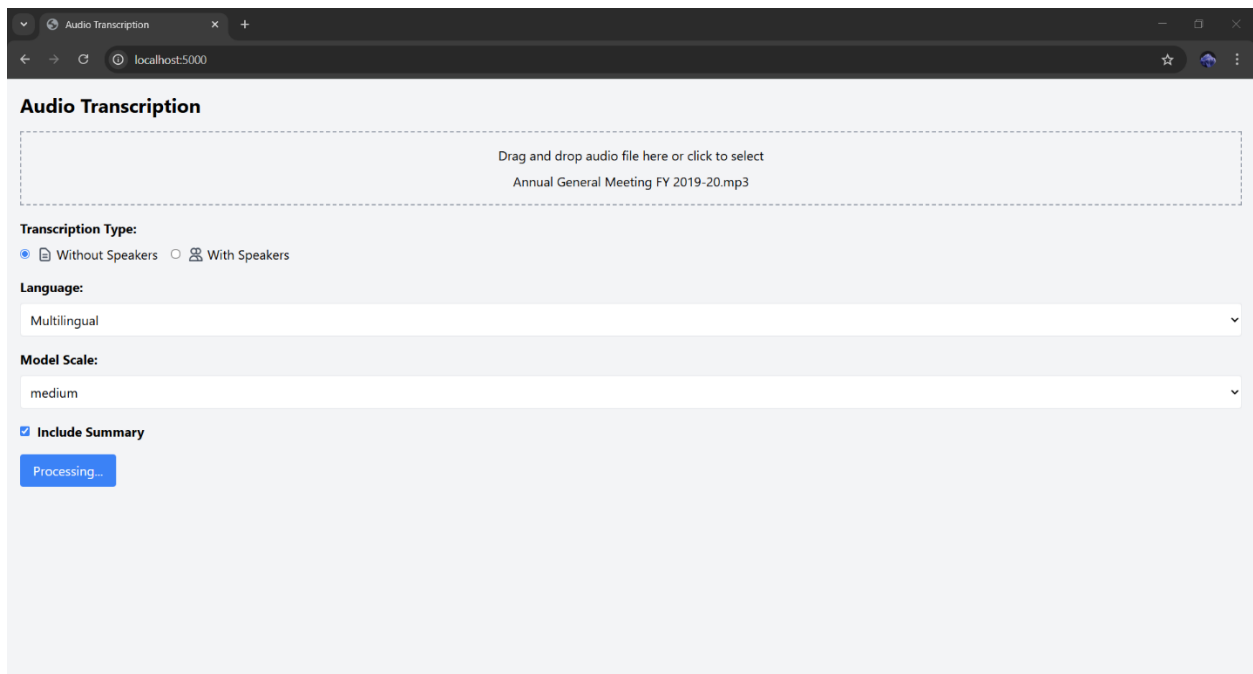 Audio Transcription
localhost:5000
Audio Transcription
Drag and drop audio file here or click to select
Annual General Meeting FY 2019-20.mp3
Transcription Type:
Without Speakers With Speakers
Language:
Multilingual
Model Scale:
medium
Include Summary
Processing...